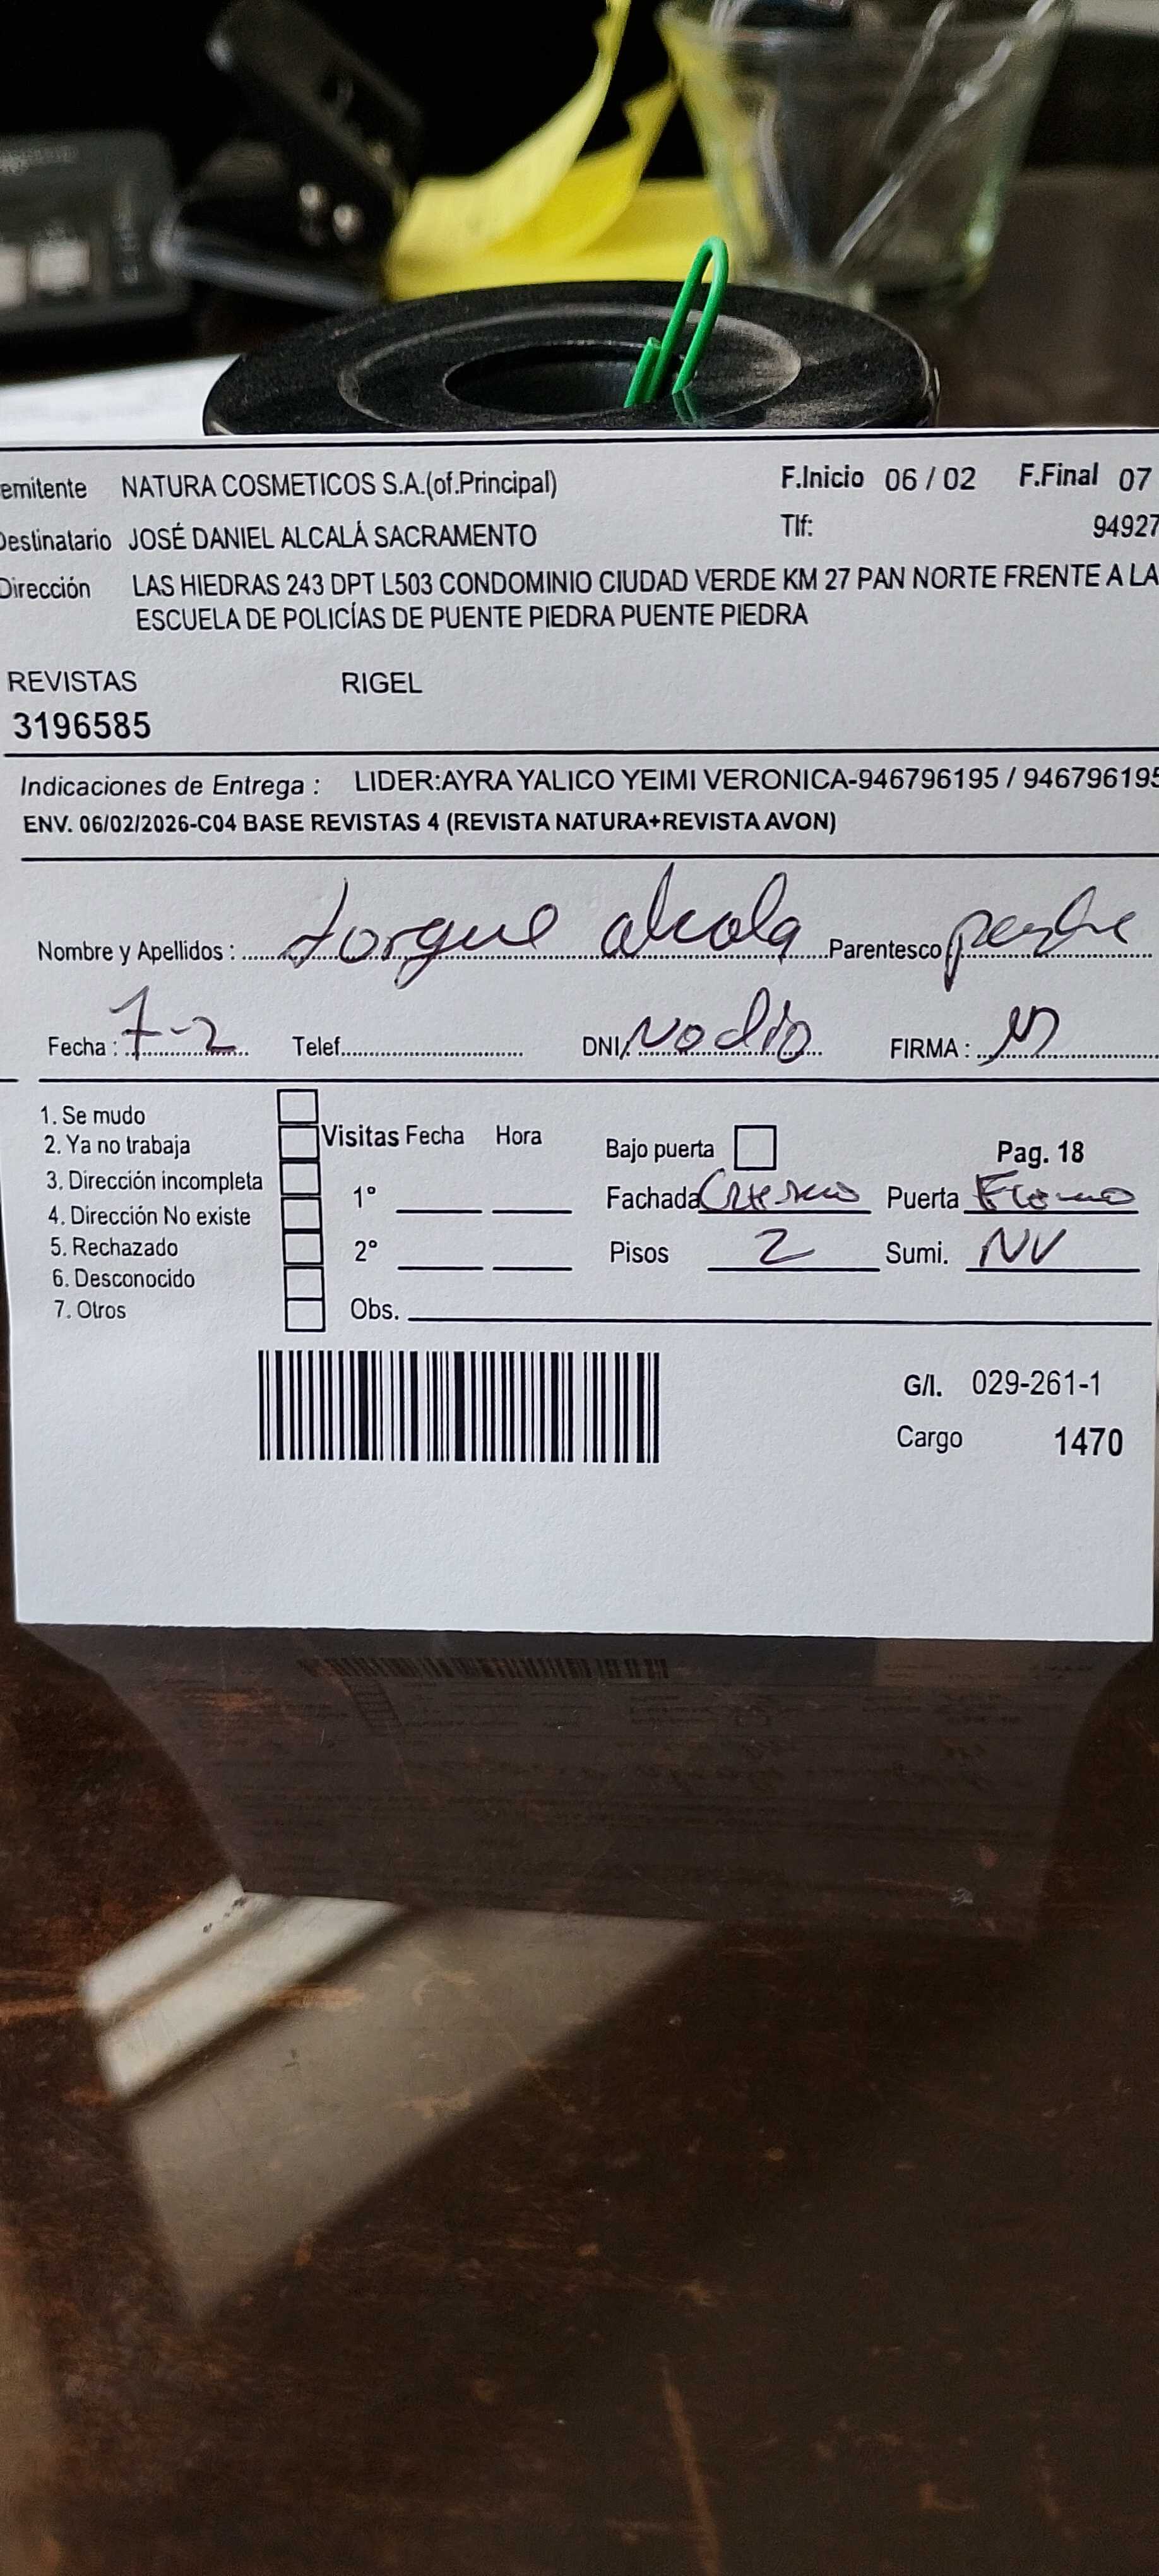 emitente NATURA COSMETICOS S.A.(of.Principal) F.Inicio 06 / 02 F.Final 07
Destinatario JOSÉ DANIEL ALCALÁ SACRAMENTO Tlf: 94927
Dirección LAS HIEDRAS 243 DPT L503 CONDOMINIO CIUDAD VERDE KM 27 PAN NORTE FRENTE A LA
ESCUELA DE POLICÍAS DE PUENTE PIEDRA PUENTE PIEDRA
REVISTAS RIGEL
3196585
Indicaciones de Entrega : LIDER:AYRA YALICO YEIMI VERONICA-946796195 / 946796195
ENV. 06/02/2026-C04 BASE REVISTAS 4 (REVISTA NATURA+REVISTA AVON)
Nombre y Apellidos : Jorgue alcala Parentesco
Fecha : 7-2 Telef. DNI: No dio FIRMA :
1. Se mudo
2. Ya no trabaja Visitas Fecha Hora Bajo puerta Pag. 18
3. Dirección incompleta 1° Fachada Puerta
4. Dirección No existe
5. Rechazado 2° Pisos 2 Sumi. NV
6. Desconocido
7. Otros Obs.
G/I. 029-261-1
Cargo 1470